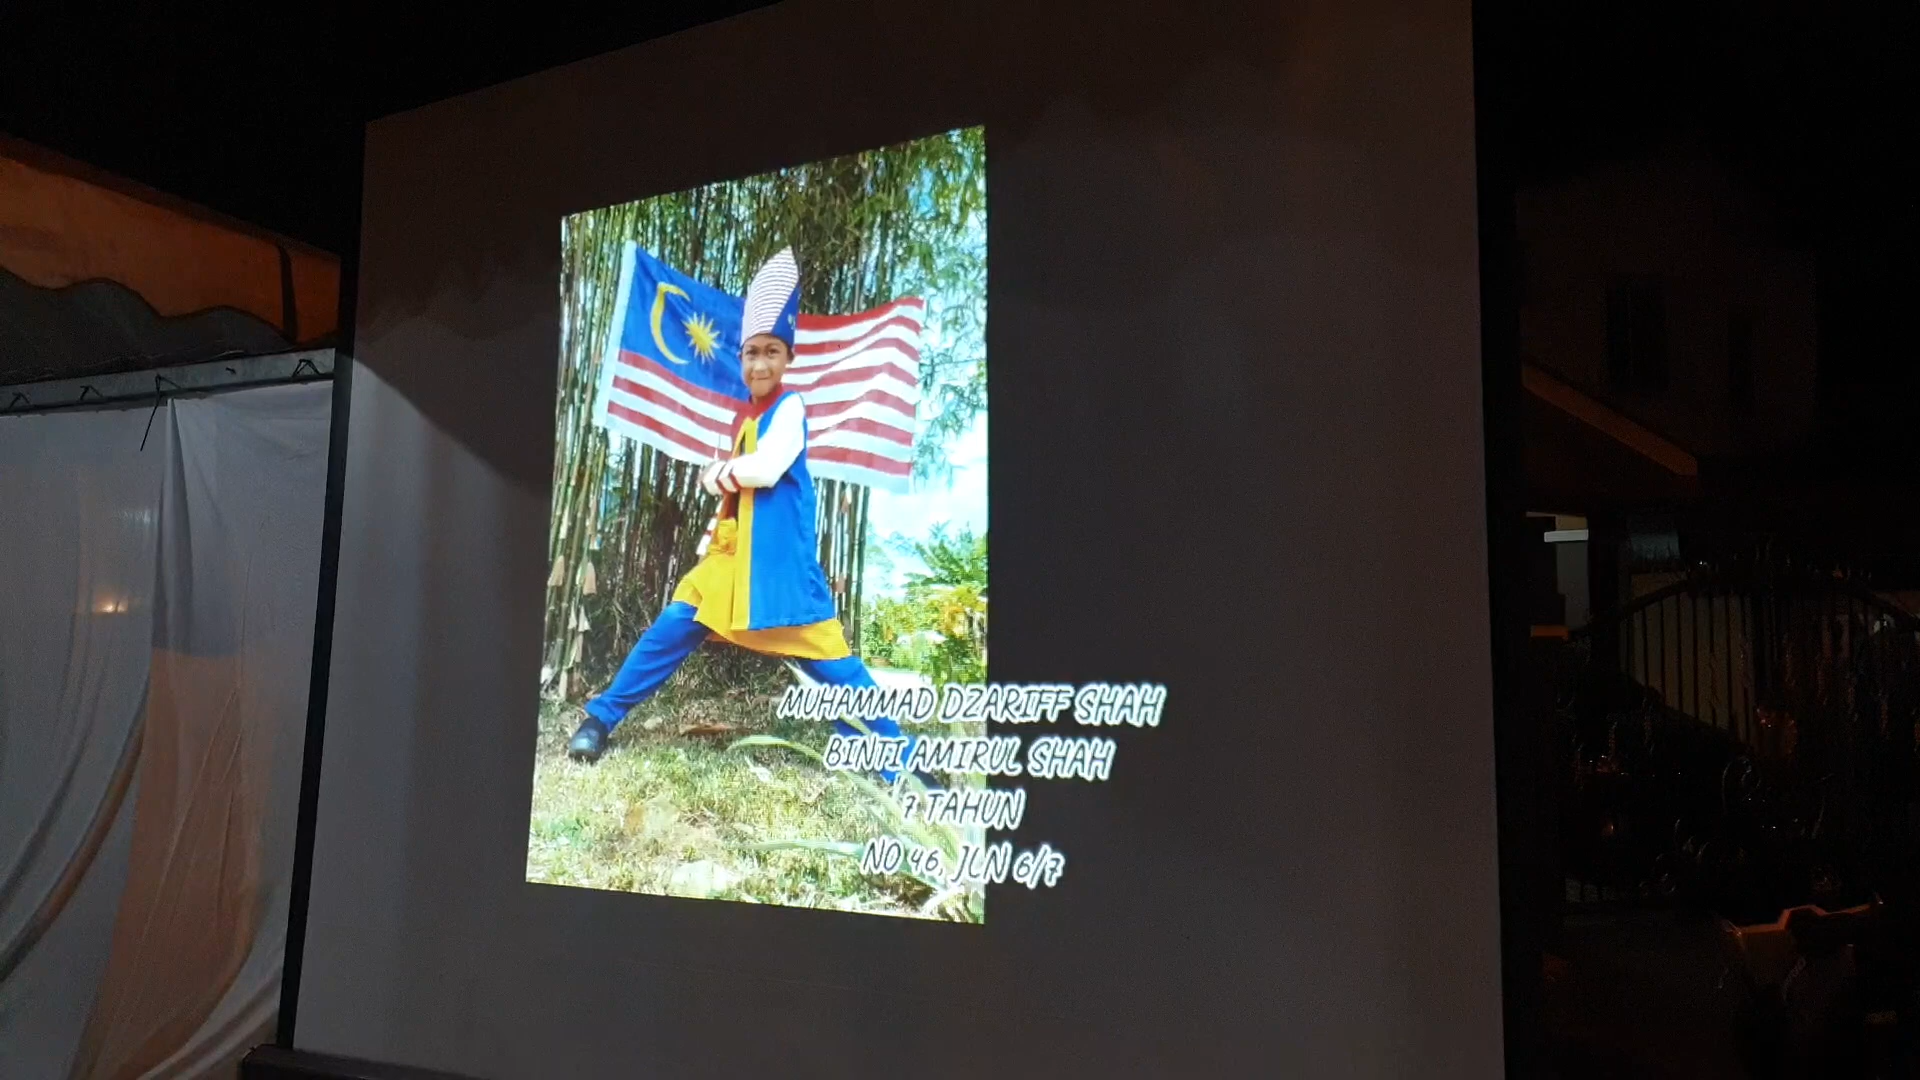 MUHAMMAD DZARIFF SHAH
BINTI AMIRUL SHAH
7 TAHUN
NO 46, JLN 6/7